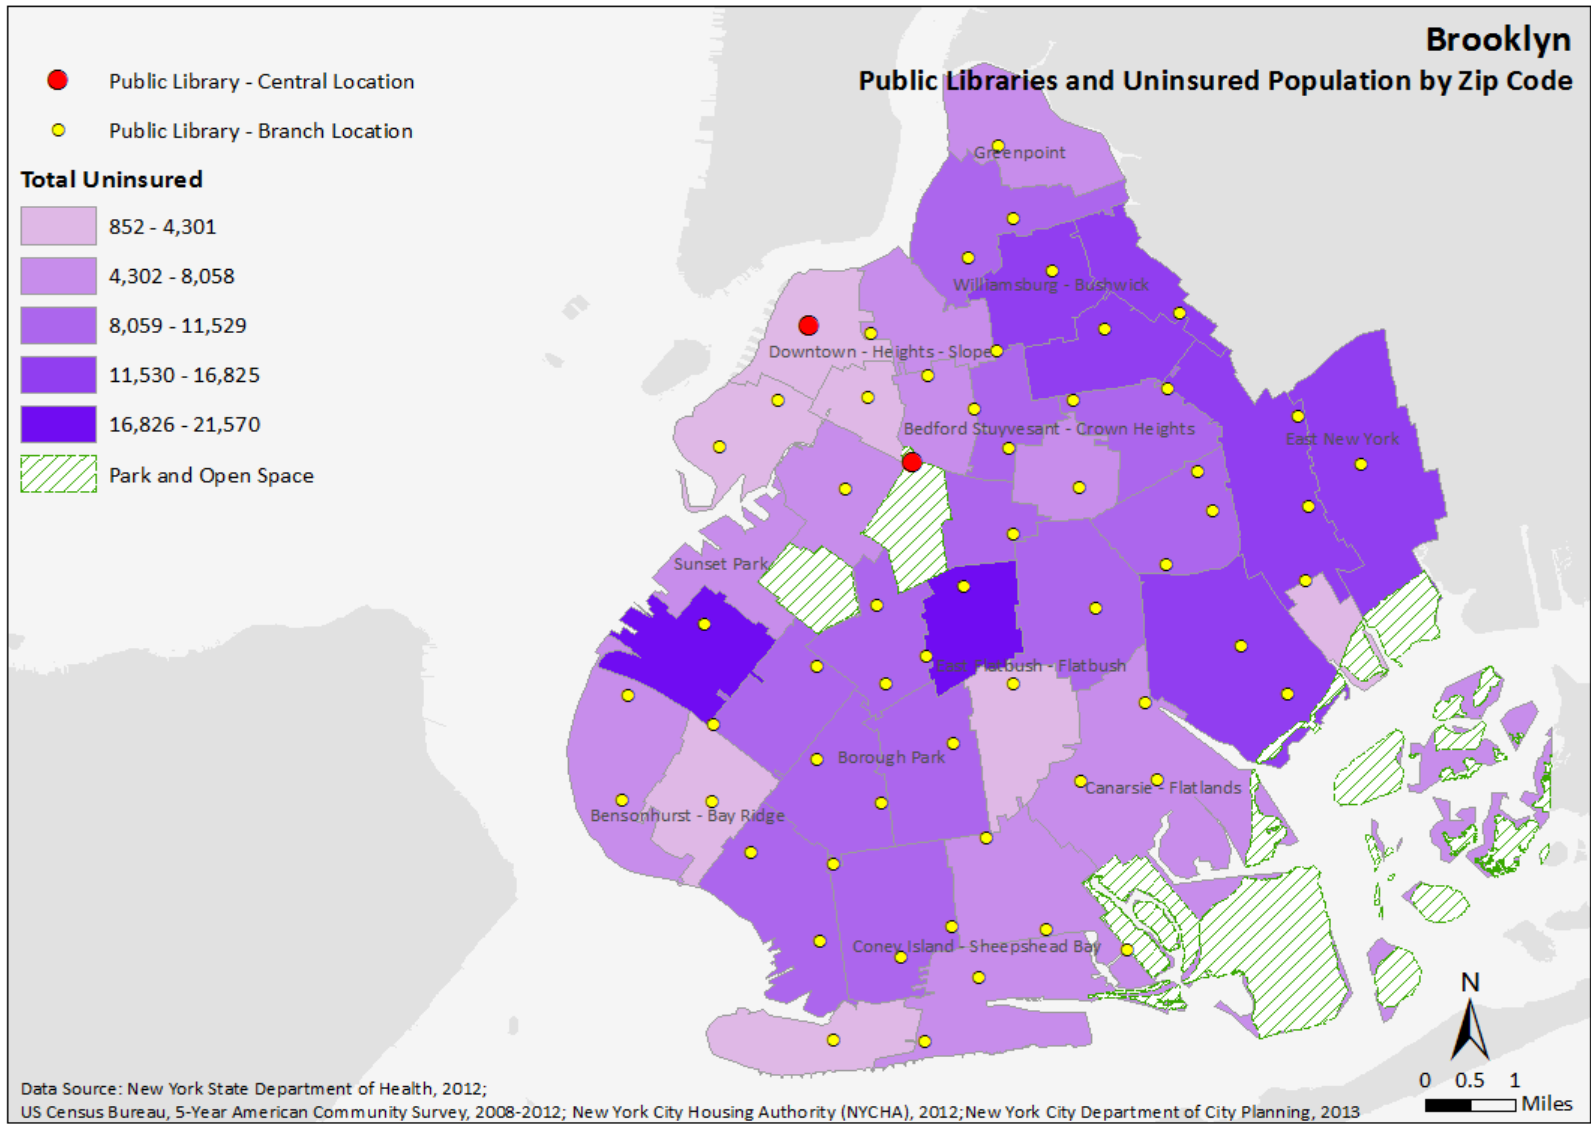 Brooklyn
Public Libraries and Uninsured Population by Zip Code
Public Library - Central Location
Public Library - Branch Location
Total Uninsured
852 - 4,301
4,302 - 8,058
8,059 - 11,529
11,530 - 16,825
16,826 - 21,570
Park and Open Space
Greenpoint
Williamsburg - Bushwick
Downtown - Heights - Slope
Bedford Stuyvesant - Crown Heights
East New York
Sunset Park
East Flatbush - Flatbush
Borough Park
Canarsie - Flatlands
Bensonhurst - Bay Ridge
Coney Island - Sheepshead Bay
N
0 0.5 1
Miles
Data Source: New York State Department of Health, 2012;
US Census Bureau, 5-Year American Community Survey, 2008-2012; New York City Housing Authority (NYCHA), 2012;New York City Department of City Planning, 2013